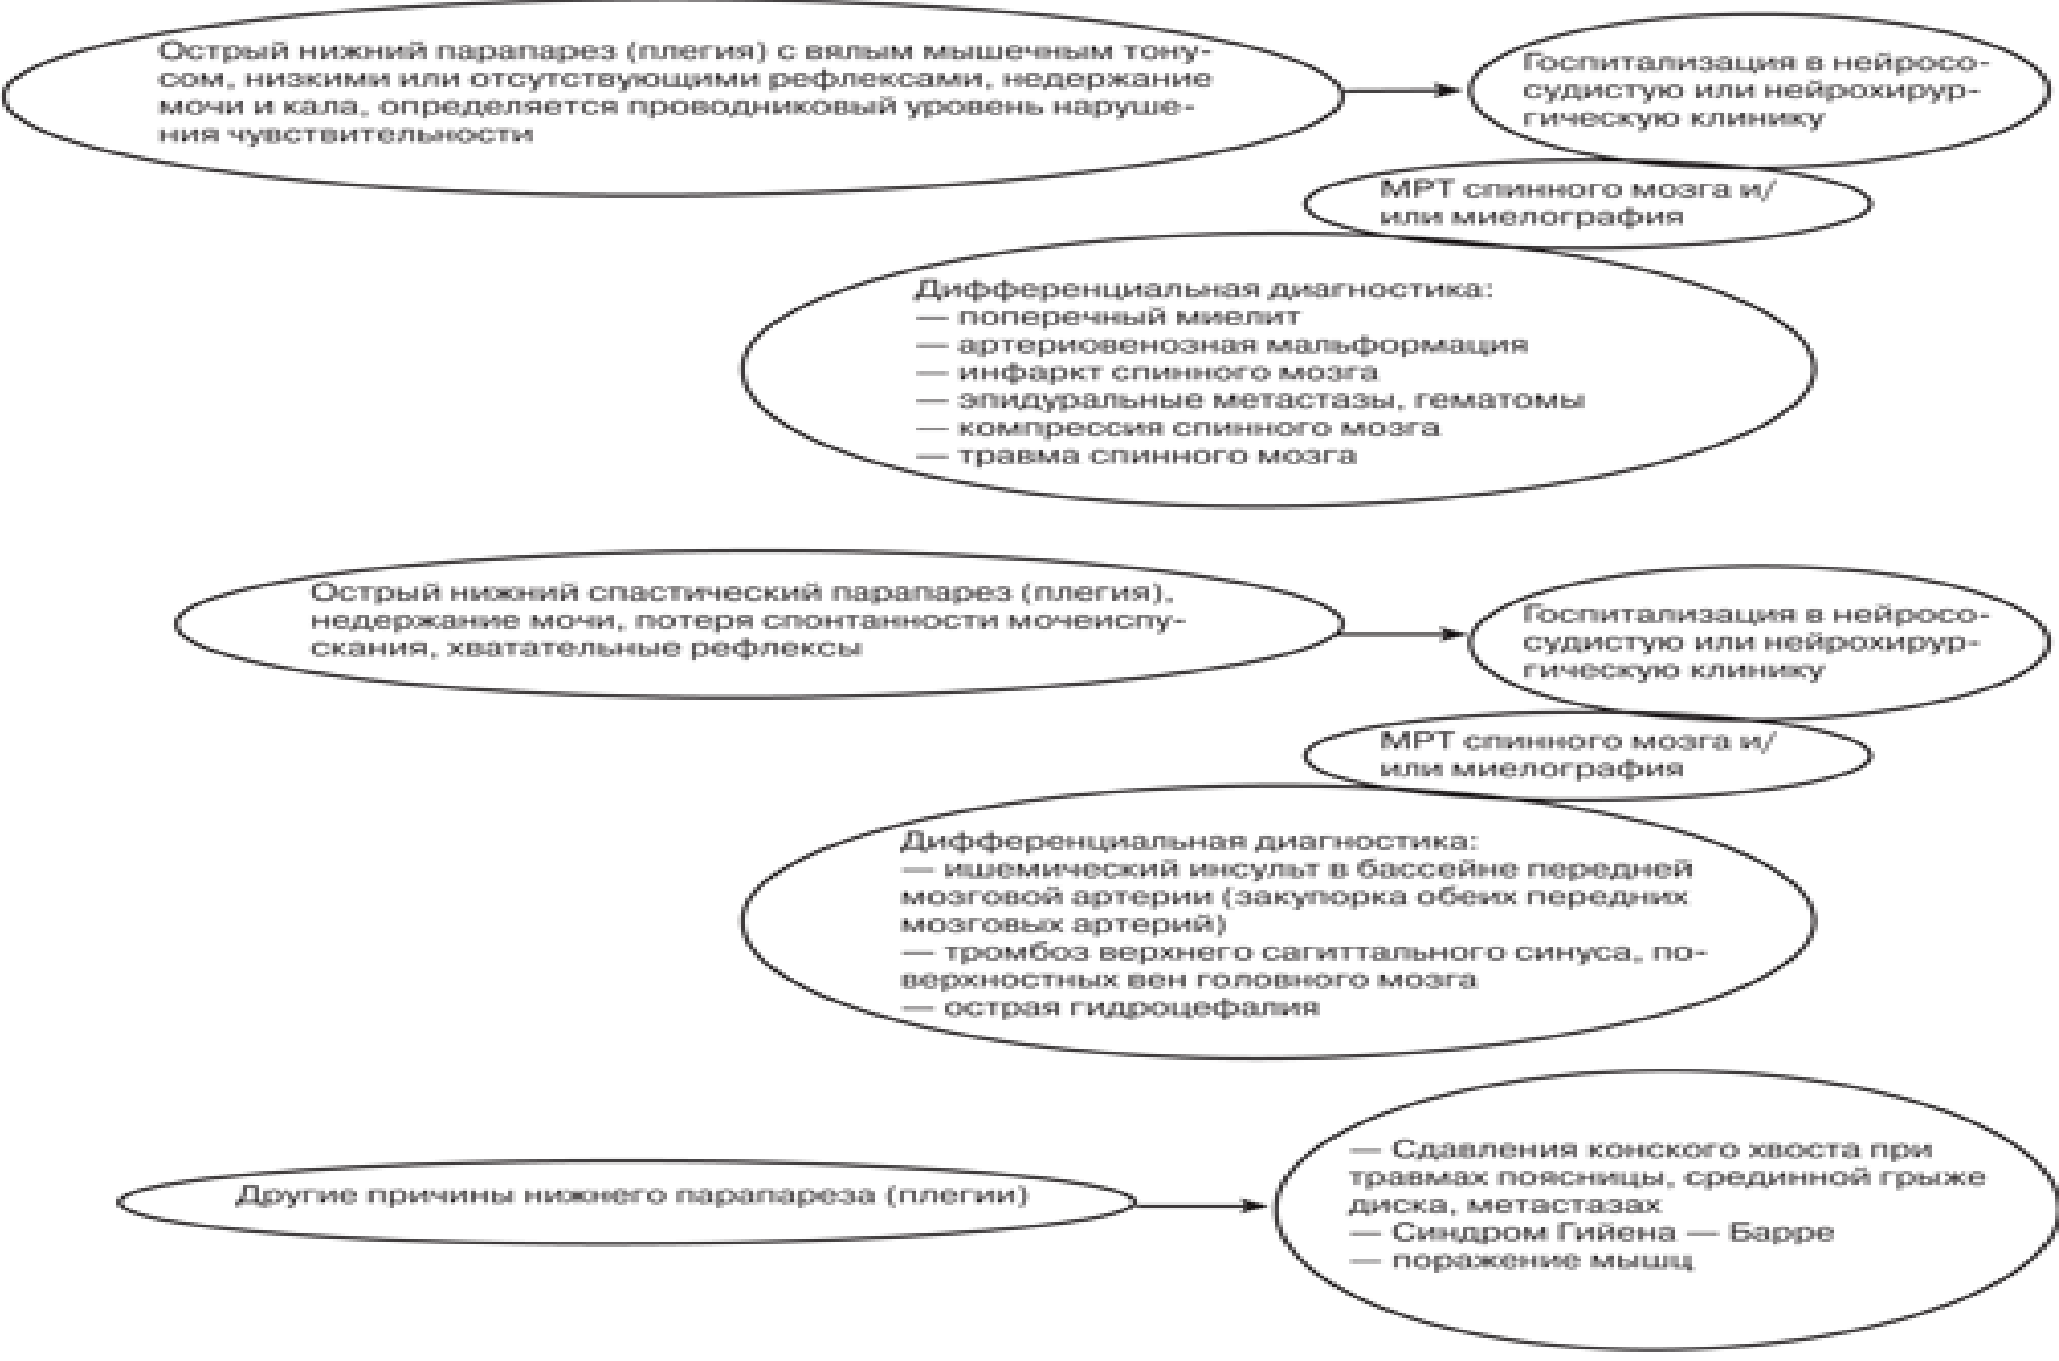 Острый нижний парапарез (плегия) с вялым мышечным тону-
сом, низкими или отсутствующими рефлексами, недержание
мочи и кала, определяется проводниковый уровень наруше-
ния чувствительности
Госпитализация в нейросо-
судистую или нейрохирур-
гическую клинику
МРТ спинного мозга и/
или миелография
Дифференциальная диагностика:
— поперечный миелит
— артериовенозная мальформация
— инфаркт спинного мозга
— эпидуральные метастазы, гематомы
— компрессия спинного мозга
— травма спинного мозга
Острый нижний спастический парапарез (плегия),
недержание мочи, потеря спонтанности мочеиспу-
скания, хватательные рефлексы
Госпитализация в нейросо-
судистую или нейрохирур-
гическую клинику
МРТ спинного мозга и/
или миелография
Дифференциальная диагностика:
— ишемический инсульт в бассейне передней
мозговой артерии (закупорка обеих передних
мозговых артерий)
— тромбоз верхнего сагиттального синуса, по-
верхностных вен головного мозга
— острая гидроцефалия
Другие причины нижнего парапареза (плегии)
— Сдавления конского хвоста при
травмах поясницы, срединной грыже
диска, метастазах
— Синдром Гийена — Барре
— поражение мышц